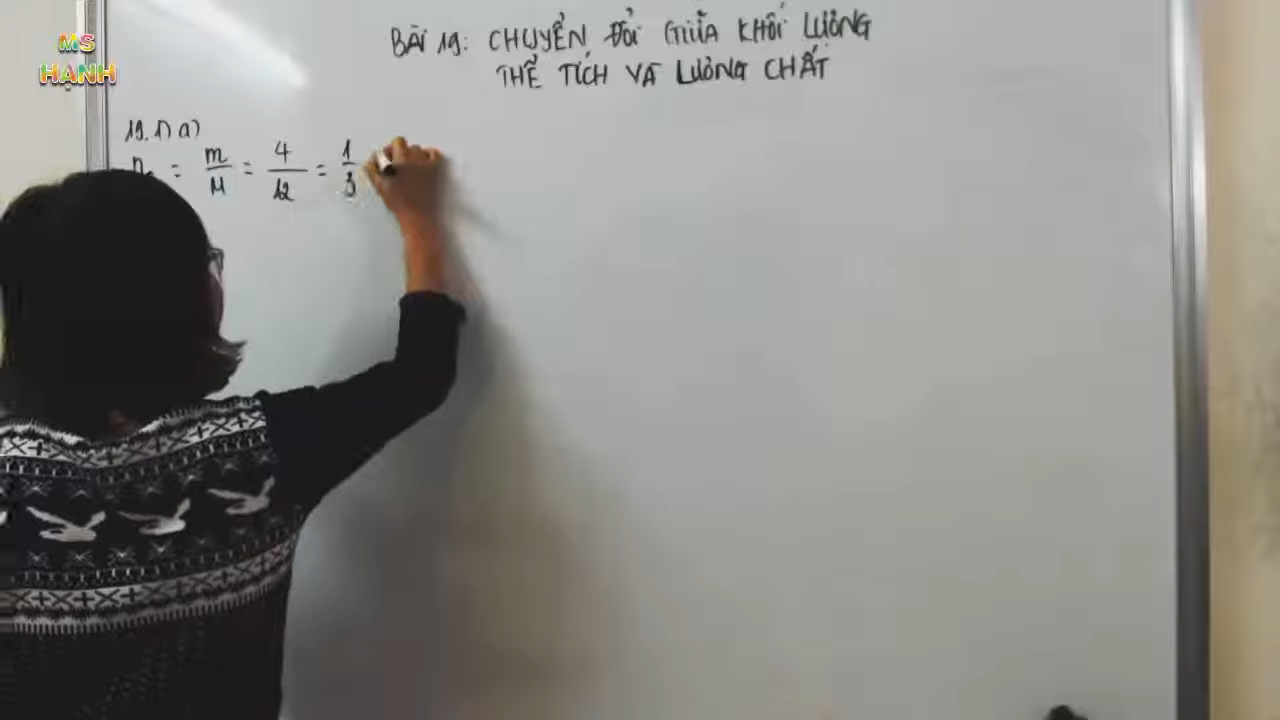 MS
HẠNH
BÀI 19: CHUYỂN ĐỔI GIỮA KHỐI LƯỢNG
THỂ TÍCH VÀ LƯỢNG CHẤT
19.1) a)
= m/M = 4/12 = 1/3